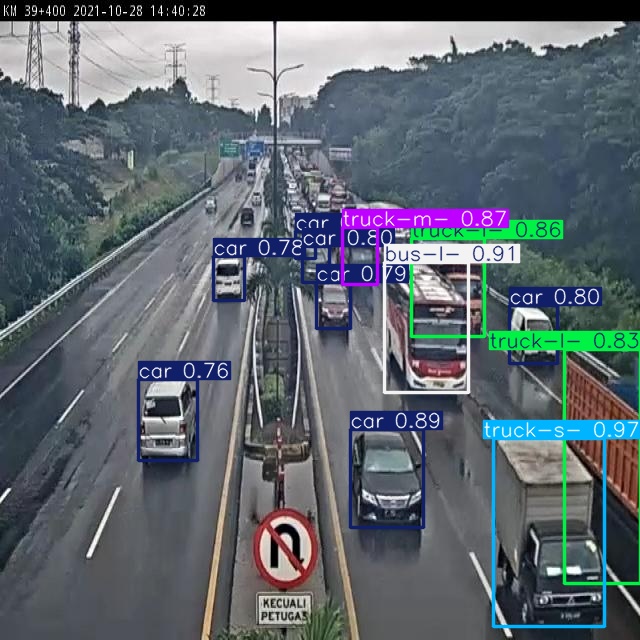 KM 39+400 2021-10-28 14:40:28
car
truck-m- 0.87
truck-l- 0.86
car 0.78
car 0.80
bus-l- 0.91
car 0.79
car 0.80
truck-l- 0.83
car 0.76
car 0.89
truck-s- 0.97
KECUALI
PETUGAS